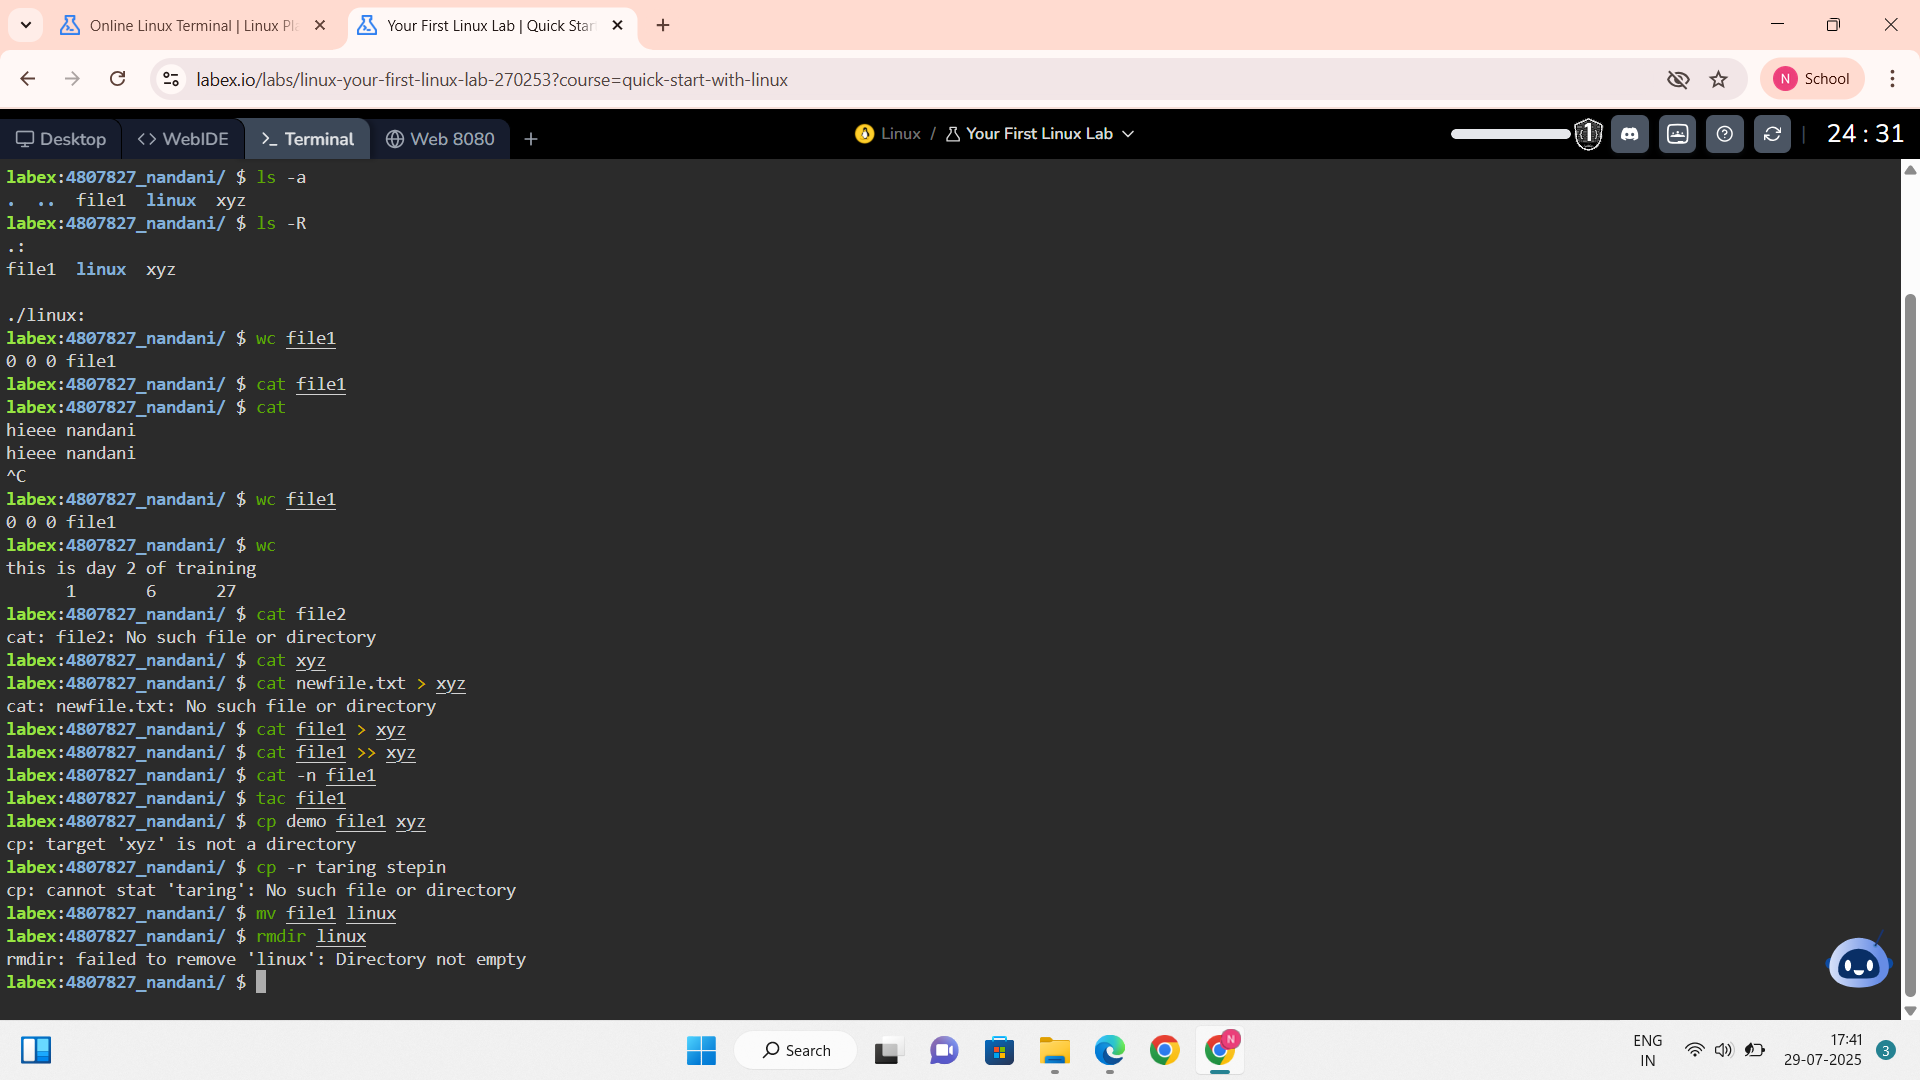 Online Linux Terminal | Linux Pla
Your First Linux Lab | Quick Star
labex.io/labs/linux-your-first-linux-lab-270253?course=quick-start-with-linux
N School
Desktop
WebIDE
Terminal
Web 8080
Linux / Your First Linux Lab
1
24 : 31
labex:4807827_nandani/ $ ls -a
. .. file1 linux xyz
labex:4807827_nandani/ $ ls -R
.:
file1 linux xyz
./linux:
labex:4807827_nandani/ $ wc file1
0 0 0 file1
labex:4807827_nandani/ $ cat file1
labex:4807827_nandani/ $ cat
hieee nandani
hieee nandani
^C
labex:4807827_nandani/ $ wc file1
0 0 0 file1
labex:4807827_nandani/ $ wc
this is day 2 of training
1 6 27
labex:4807827_nandani/ $ cat file2
cat: file2: No such file or directory
labex:4807827_nandani/ $ cat xyz
labex:4807827_nandani/ $ cat newfile.txt > xyz
cat: newfile.txt: No such file or directory
labex:4807827_nandani/ $ cat file1 > xyz
labex:4807827_nandani/ $ cat file1 >> xyz
labex:4807827_nandani/ $ cat -n file1
labex:4807827_nandani/ $ tac file1
labex:4807827_nandani/ $ cp demo file1 xyz
cp: target 'xyz' is not a directory
labex:4807827_nandani/ $ cp -r taring stepin
cp: cannot stat 'taring': No such file or directory
labex:4807827_nandani/ $ mv file1 linux
labex:4807827_nandani/ $ rmdir linux
rmdir: failed to remove 'linux': Directory not empty
labex:4807827_nandani/ $
Search
N
ENG
IN
17:41
29-07-2025
3